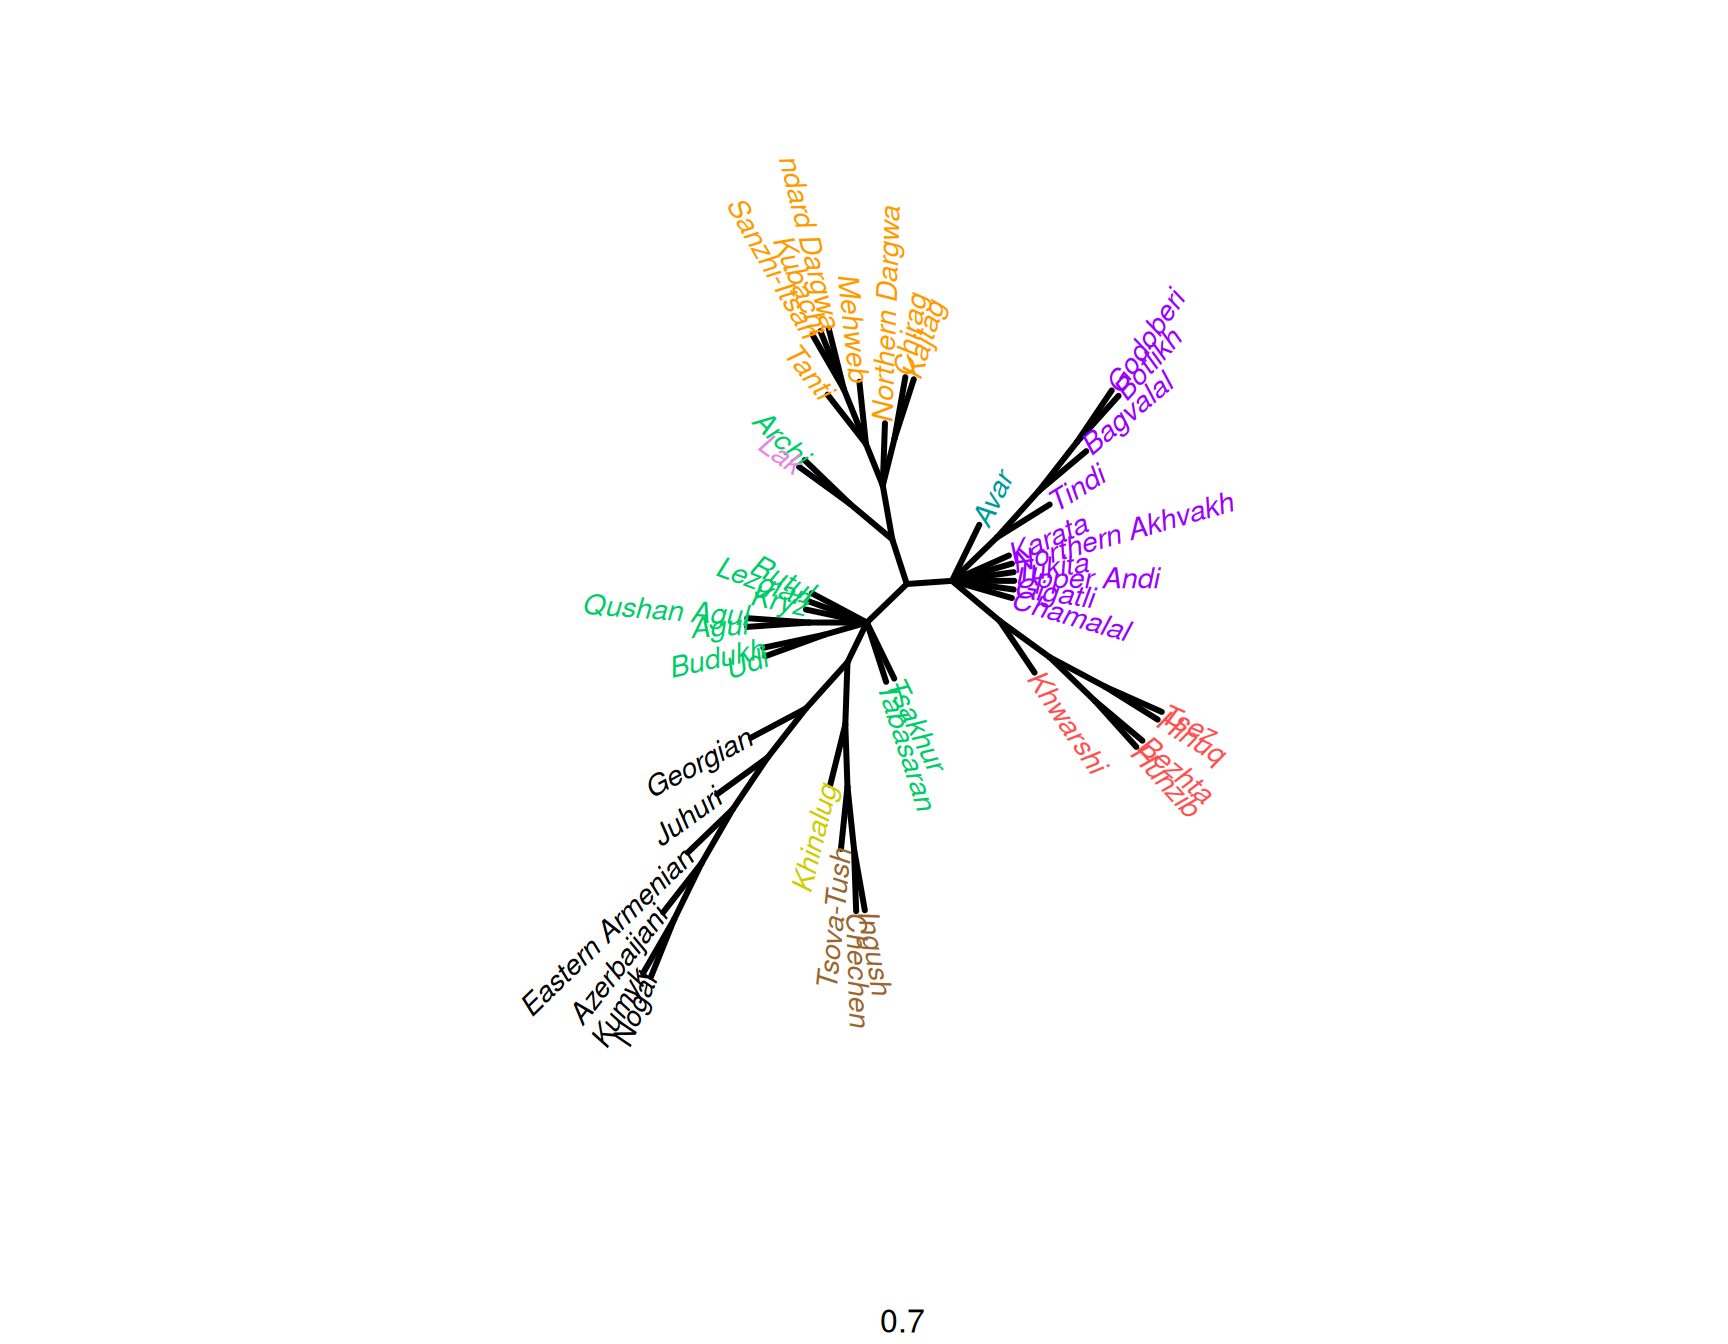 ndard Dargwa
Sanzhi-Itsari
Kubachi
Mehweb
Northern Dargwa
Chirag
Kajtag
Tanti
Archi
Lak
Godoberi
Botlikh
Bagvalal
Tindi
Avar
Karata
Northern Akhvakh
Tukita
Upper Andi
Gigatli
Chamalal
Rutul
Lezgian
Kryz
Qushan Agul
Agul
Budukh
Udi
Tsakhur
Tabasaran
Khwarshi
Tsez
Hinuq
Bezhta
Hunzib
Georgian
Juhuri
Eastern Armenian
Azerbaijani
Kumyk
Nogai
Khinalug
Tsova-Tush
Chechen
Ingush
0.7